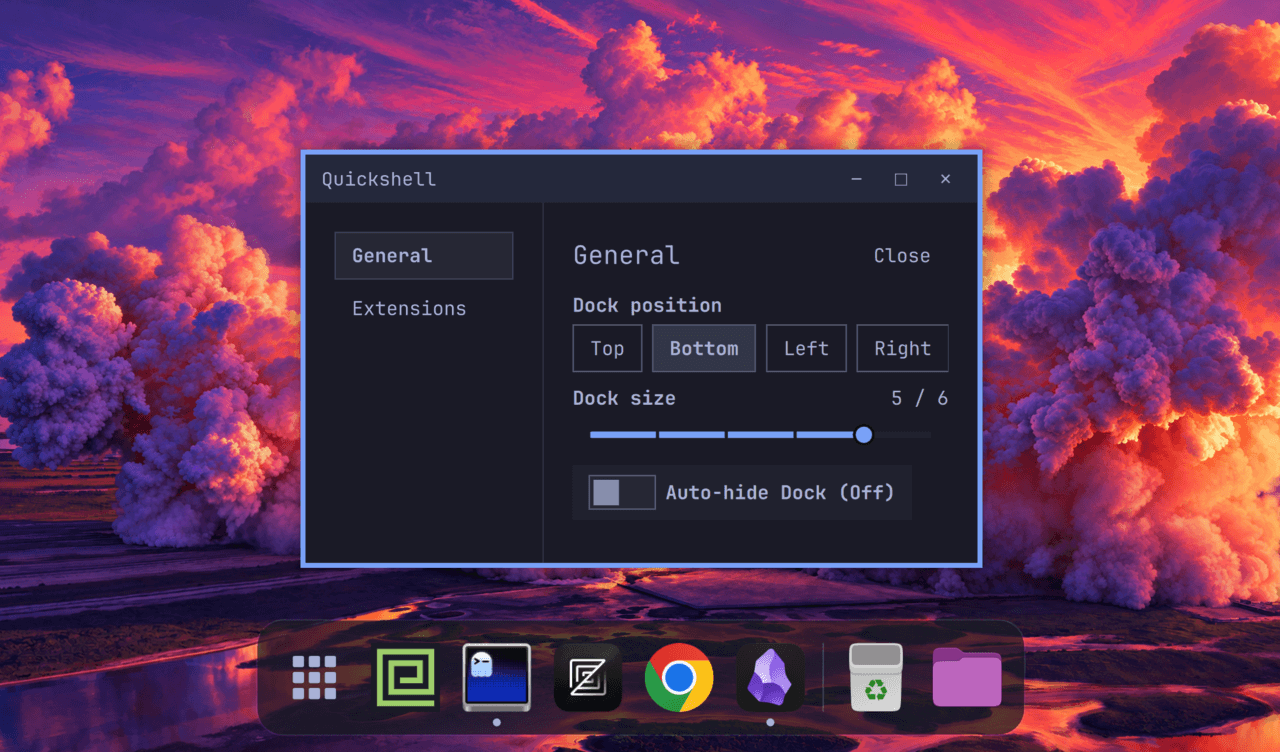 Quickshell
General
Extensions
General
Close
Dock position
Top
Bottom
Left
Right
Dock size
5 / 6
Auto-hide Dock (Off)